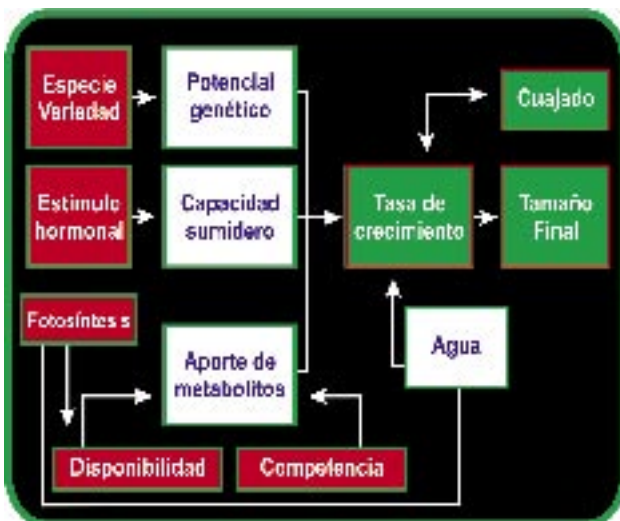 Especie
Variedad
Potencial
genético
Cuajado
Estímulo
hormonal
Capacidad
sumidero
Tasa de
crecimiento
Tamaño
Final
Fotosíntesis
Aporte de
metabolitos
Agua
Disponibilidad
Competencia